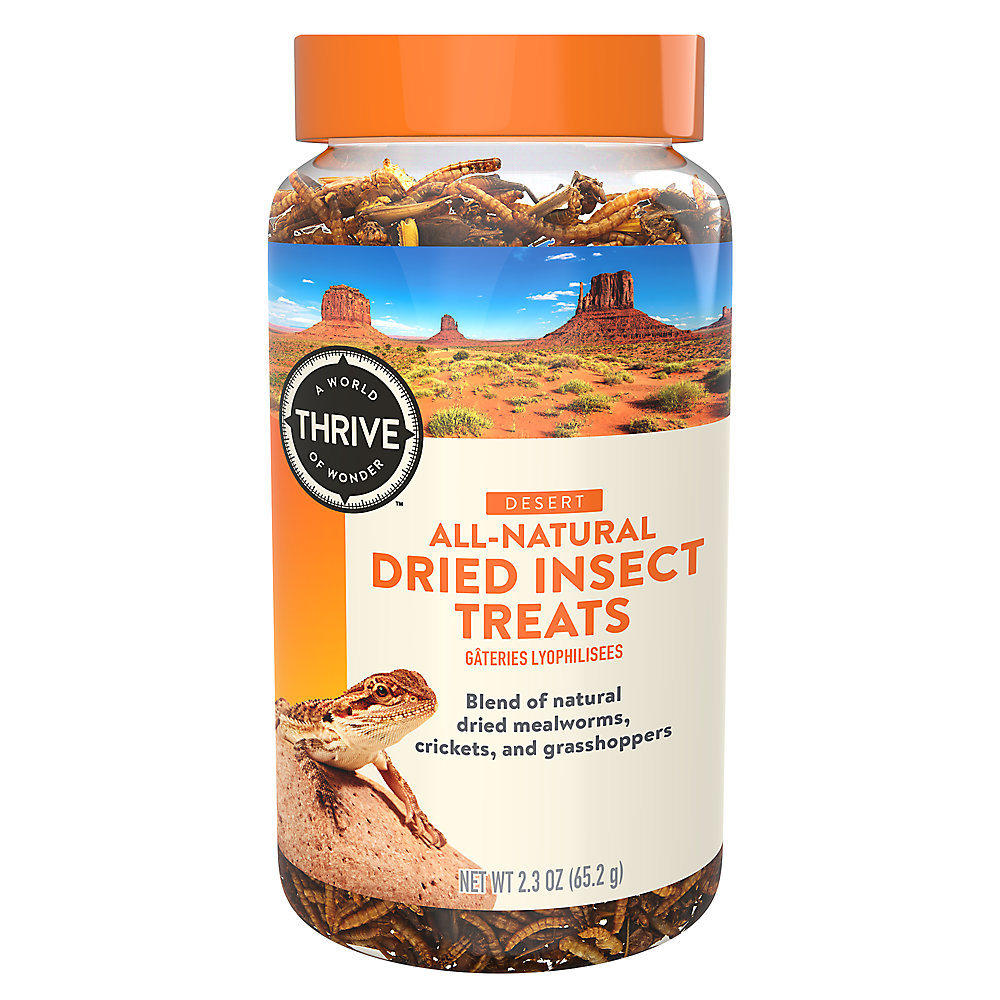 A WORLD
THRIVE
OF WONDER
™
DESERT
ALL-NATURAL
DRIED INSECT
TREATS
GÂTERIES LYOPHILISEES
Blend of natural
dried mealworms,
crickets, and grasshoppers
NET WT 2.3 OZ (65.2 g)